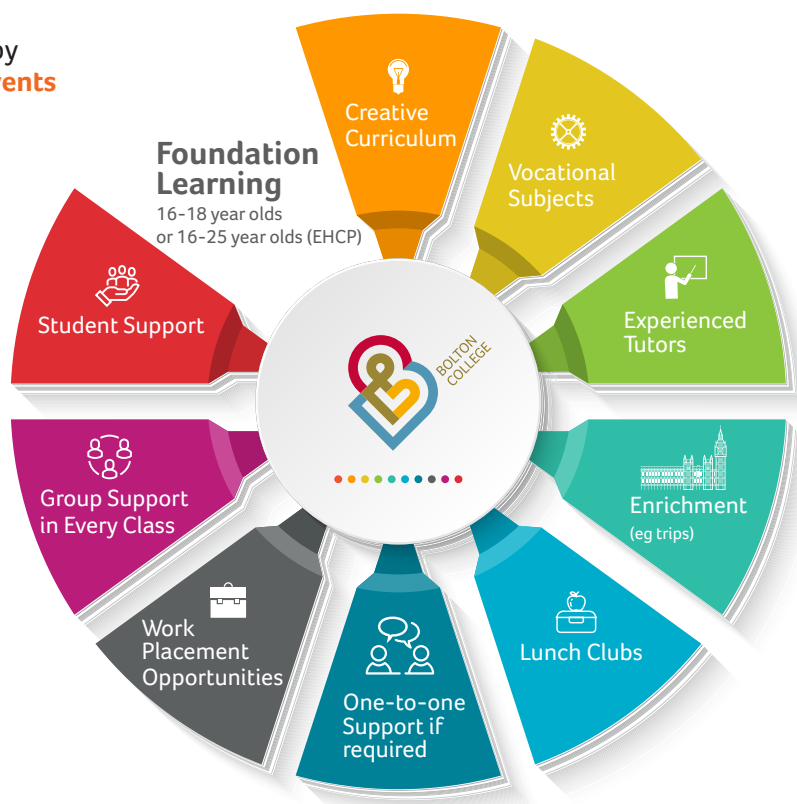 by
Foundation
Learning
16-18 year olds
or 16-25 year olds (EHCP)
Creative
Curriculum
Vocational
Subjects
Experienced
Tutors
Enrichment
(eg trips)
Lunch Clubs
One-to-one
Support if
required
Work
Placement
Opportunities
Group Support
in Every Class
Student Support
BOLTON
COLLEGE